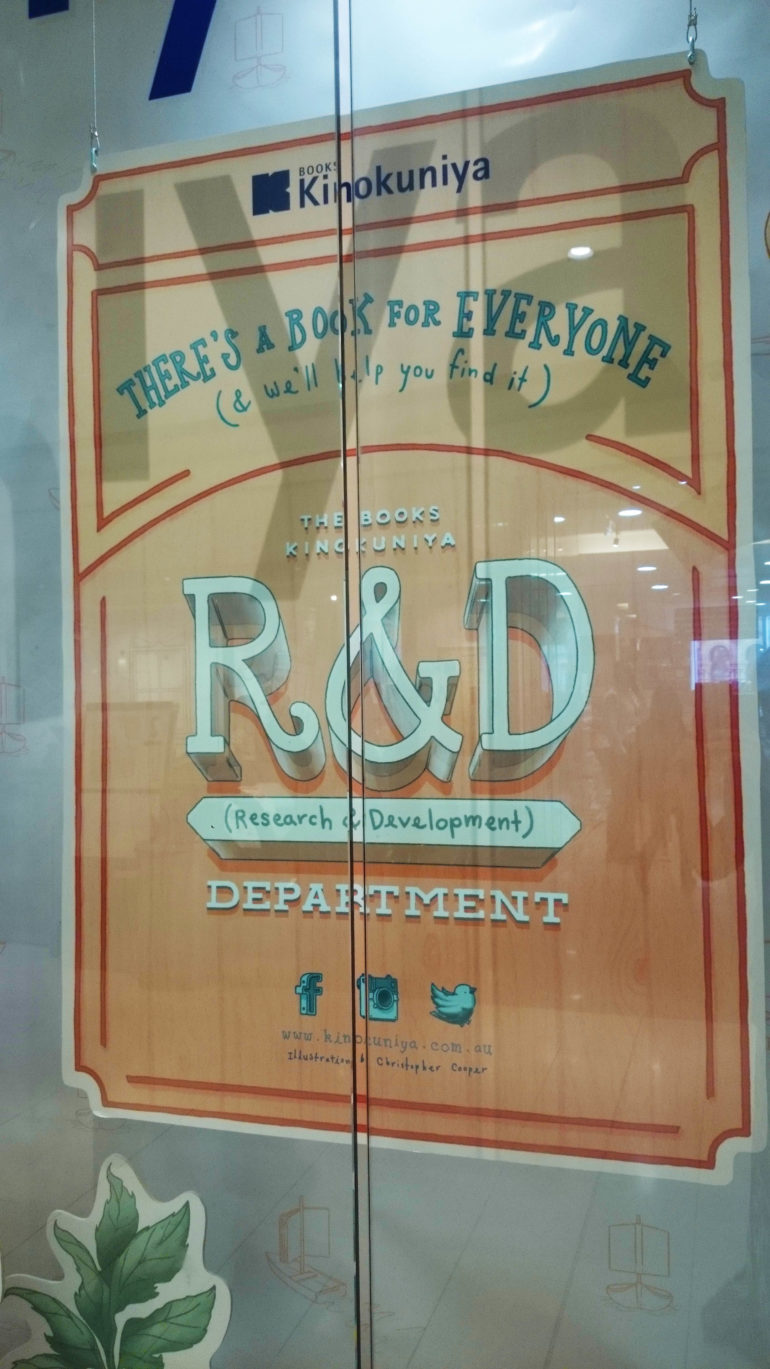 BOOKS
Kinokuniya
THERE'S A BOOK FOR EVERYONE
(& we'll help you find it)
THE BOOKS
KINOKUNIYA
R&D
(Research & Development)
DEPARTMENT
www.kinokuniya.com.au
Illustration by Christopher Cooper